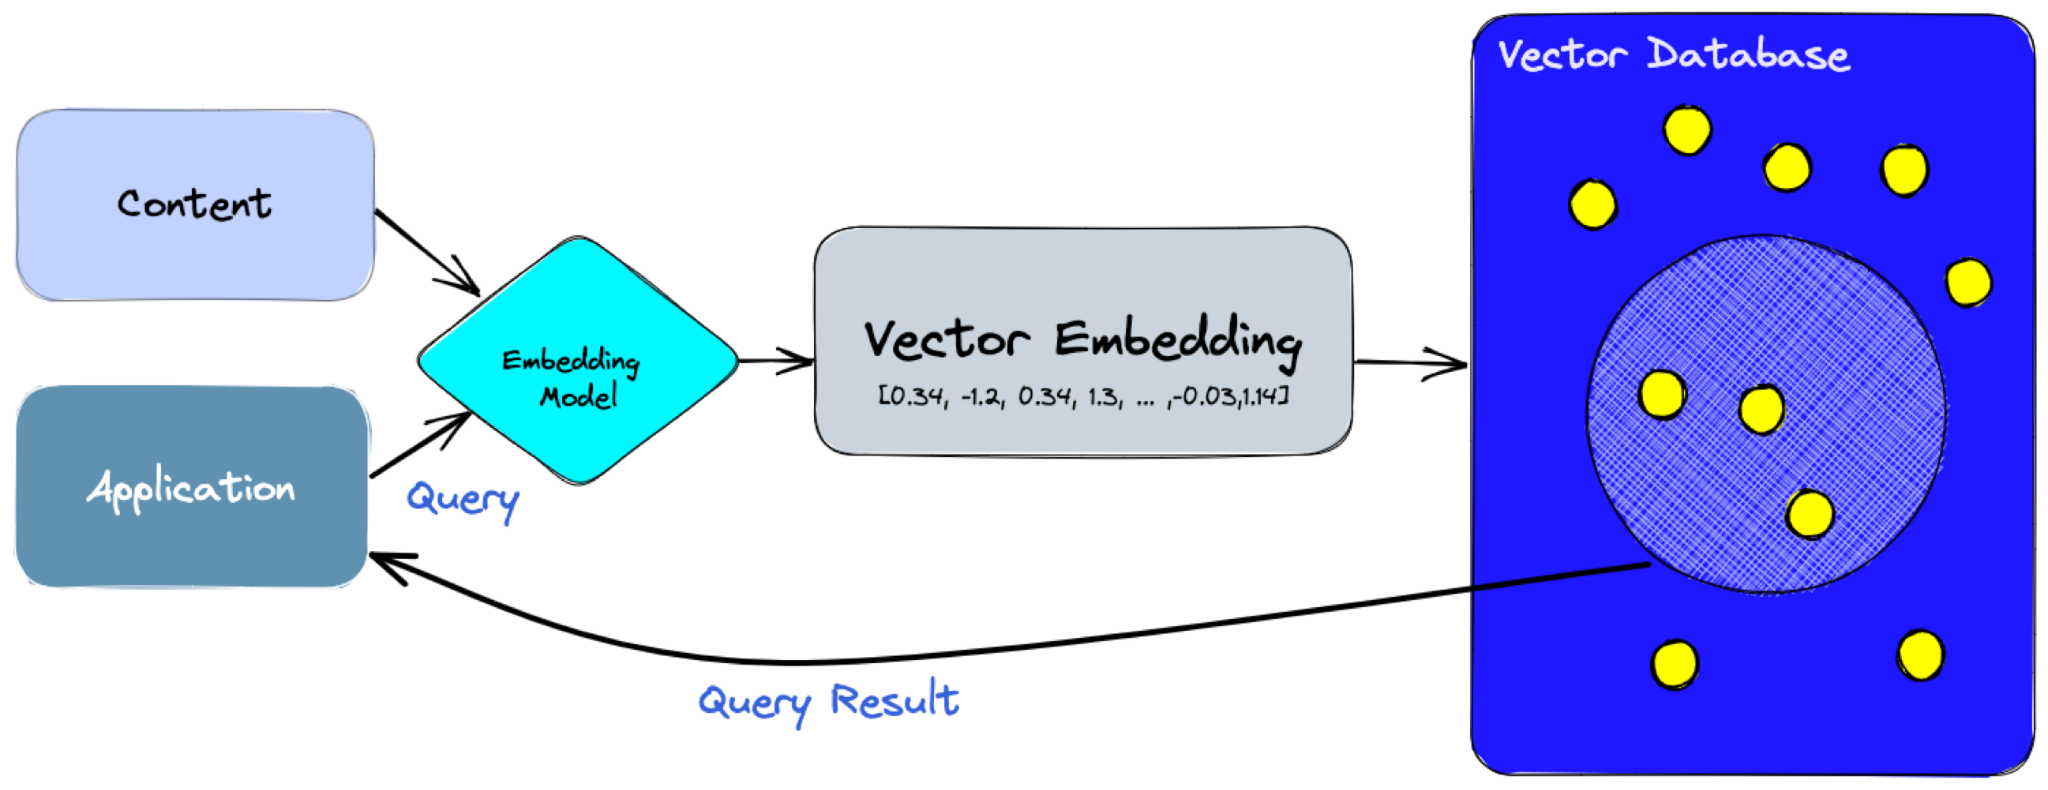 Vector Database
Content
Embedding
Model
Vector Embedding
[0.34, -1.2, 0.34, 1.3, ... ,-0.03,1.14]
Application
Query
Query Result